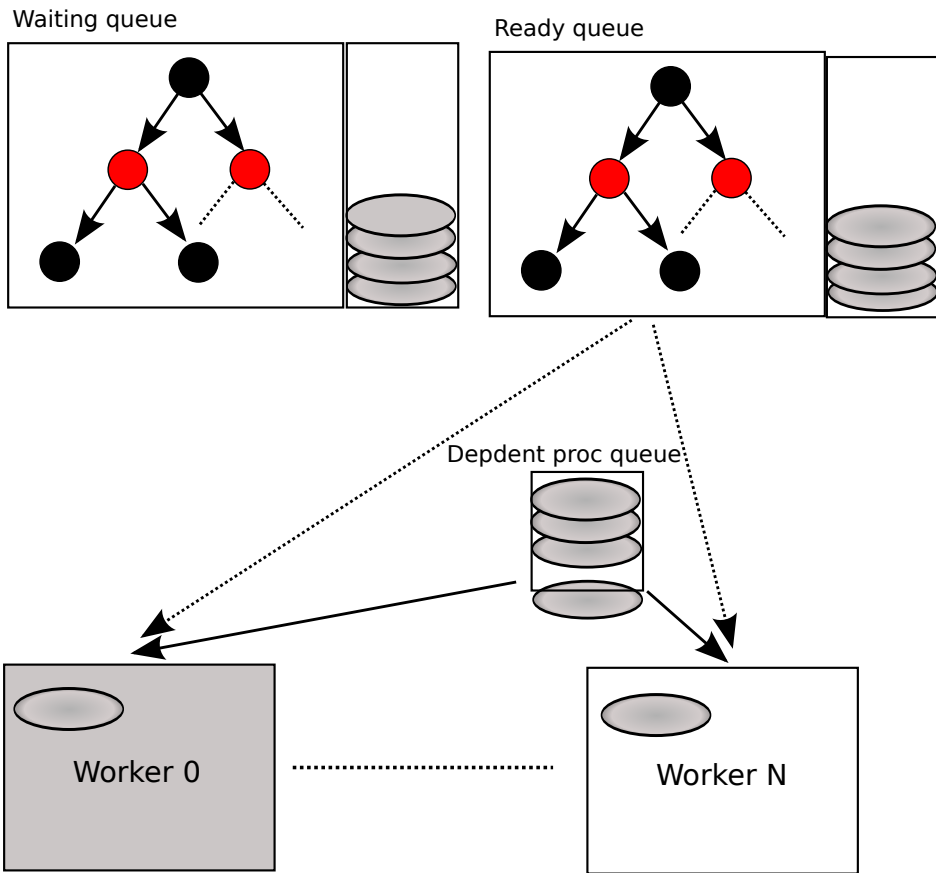 Waiting queue
Ready queue
Depdent proc queue
Worker 0
Worker N